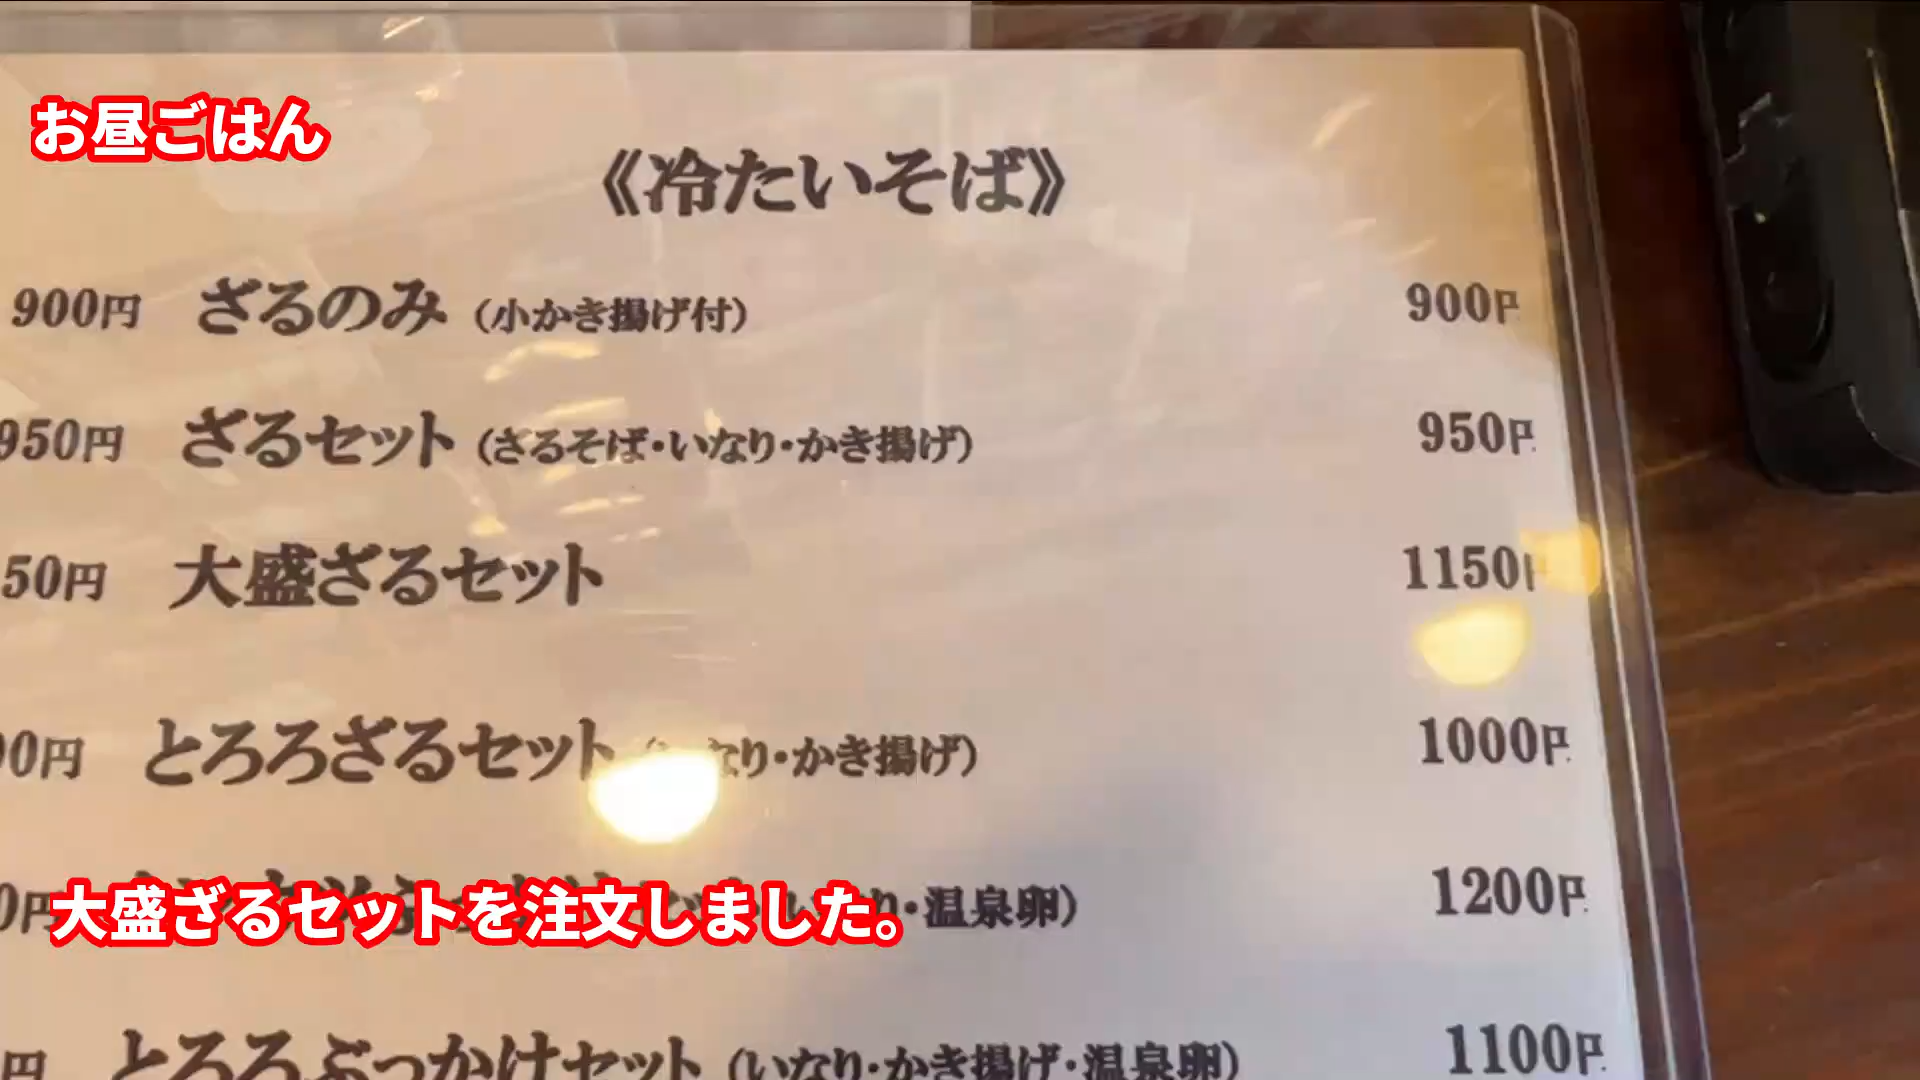 お昼ごはん
《冷たいそば》
900円 ざるのみ (小かき揚げ付) 900円
950円 ざるセット (ざるそば・いなり・かき揚げ) 950円
50円 大盛ざるセット 1150円
00円 とろろざるセット なり・かき揚げ) 1000円
大盛ざるセットを注文しました。
0円 り・温泉卵) 1200円
円 とろろぶっかけセット (いなり・かき揚げ・温泉卵) 1100円